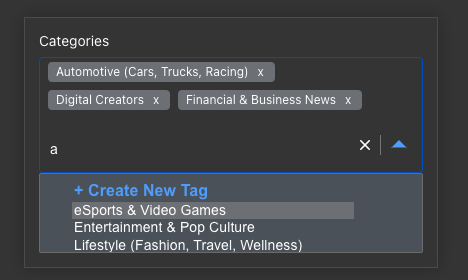 Categories
Automotive (Cars, Trucks, Racing) x
Digital Creators x Financial & Business News x
a
+ Create New Tag
eSports & Video Games
Entertainment & Pop Culture
Lifestyle (Fashion, Travel, Wellness)